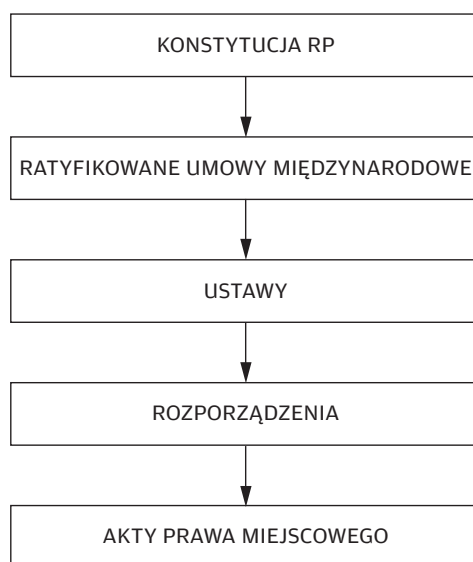 KONSTYTUCJA RP
RATYFIKOWANE UMOWY MIĘDZYNARODOWE
USTAWY
ROZPORZĄDZENIA
AKTY PRAWA MIEJSCOWEGO